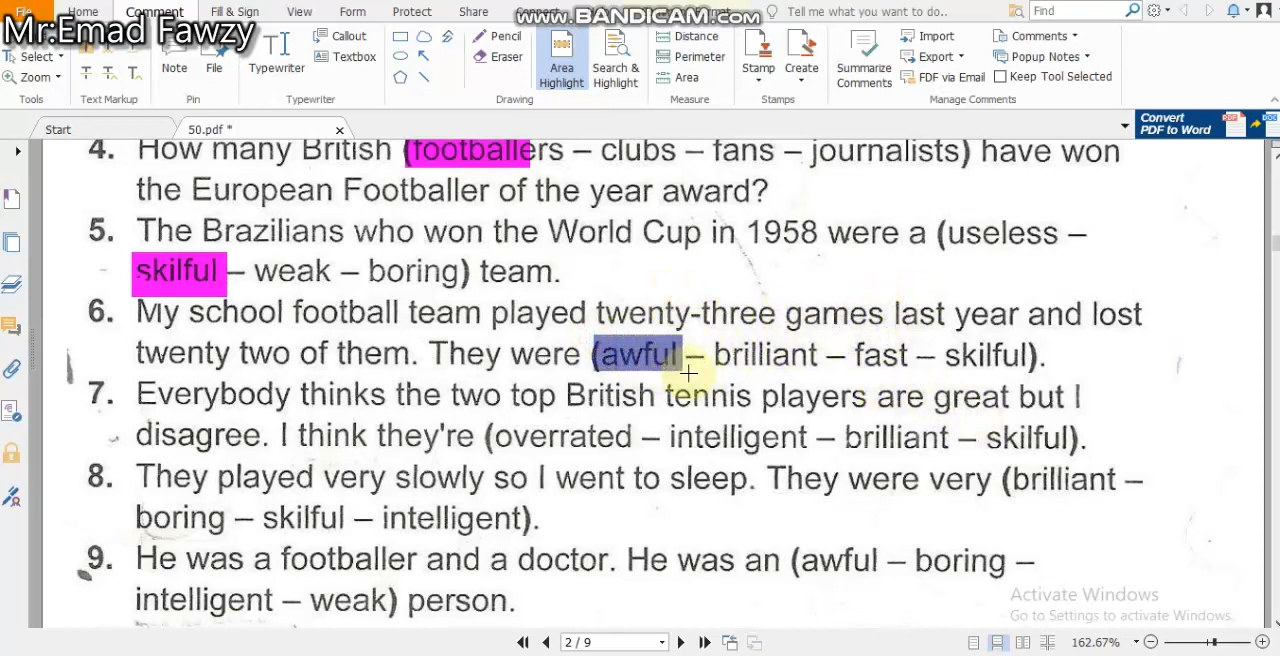 File Home Comment Fill & Sign View Form Protect Share Connect Help Extras Format Tell me what you want to do.. Find
www.BANDICAM.com
Mr:Emad Fawzy
Select
Zoom
Note File Typewriter Callout Textbox Pencil Eraser Area Highlight Search & Highlight Distance Perimeter Area Stamp Create Summarize Comments Import Export FDF via Email Comments Popup Notes Keep Tool Selected
Tools Text Markup Pin Typewriter Drawing Measure Stamps Manage Comments
Start 50.pdf *
Convert PDF to Word
4. How many British (footballers – clubs – fans – journalists) have won
the European Footballer of the year award?
5. The Brazilians who won the World Cup in 1958 were a (useless –
skilful – weak – boring) team.
6. My school football team played twenty-three games last year and lost
twenty two of them. They were (awful – brilliant – fast – skilful).
7. Everybody thinks the two top British tennis players are great but I
disagree. I think they're (overrated – intelligent – brilliant – skilful).
8. They played very slowly so I went to sleep. They were very (brilliant –
boring – skilful – intelligent).
9. He was a footballer and a doctor. He was an (awful – boring –
intelligent – weak) person.
Activate Windows
Go to Settings to activate Windows.
2 / 9 162.67%